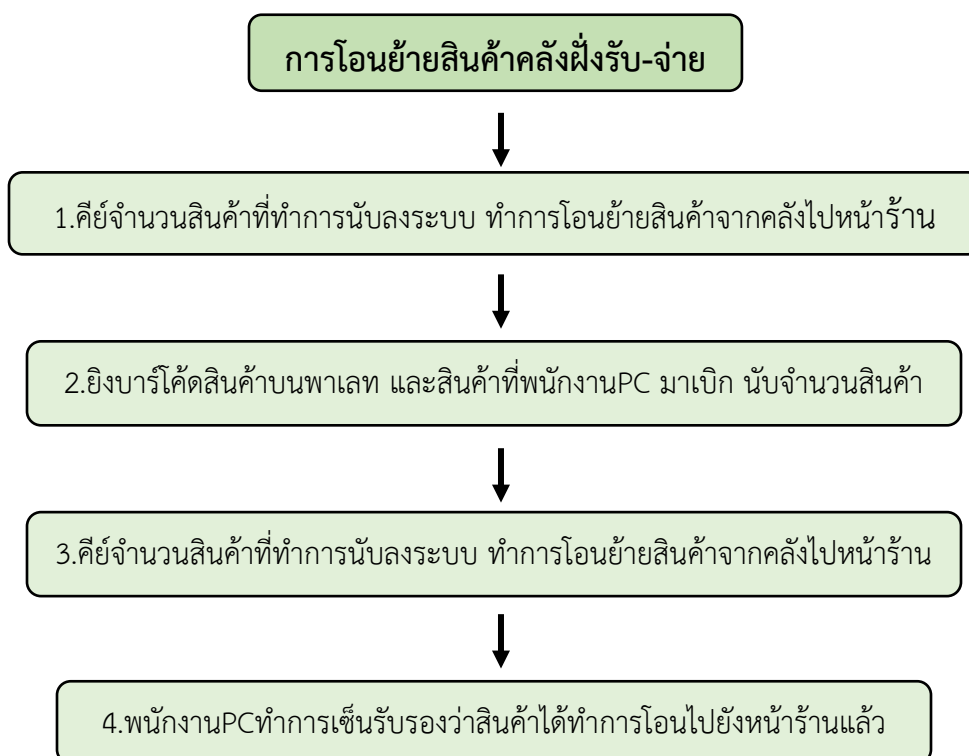 การโอนย้ายสินค้าคลังฝั่งรับ-จ่าย
1.คีย์จำนวนสินค้าที่ทำการนับลงระบบ ทำการโอนย้ายสินค้าจากคลังไปหน้าร้าน
2.ยิงบาร์โค้ดสินค้าบนพาเลท และสินค้าที่พนักงานPC มาเบิก นับจำนวนสินค้า
3.คีย์จำนวนสินค้าที่ทำการนับลงระบบ ทำการโอนย้ายสินค้าจากคลังไปหน้าร้าน
4.พนักงานPCทำการเซ็นรับรองว่าสินค้าได้ทำการโอนไปยังหน้าร้านแล้ว